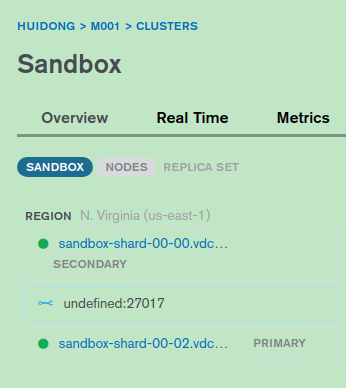 HUIDONG > M001 > CLUSTERS
Sandbox
Overview Real Time Metrics
SANDBOX NODES REPLICA SET
REGION N. Virginia (us-east-1)
sandbox-shard-00-00.vdc...
SECONDARY
undefined:27017
sandbox-shard-00-02.vdc... PRIMARY